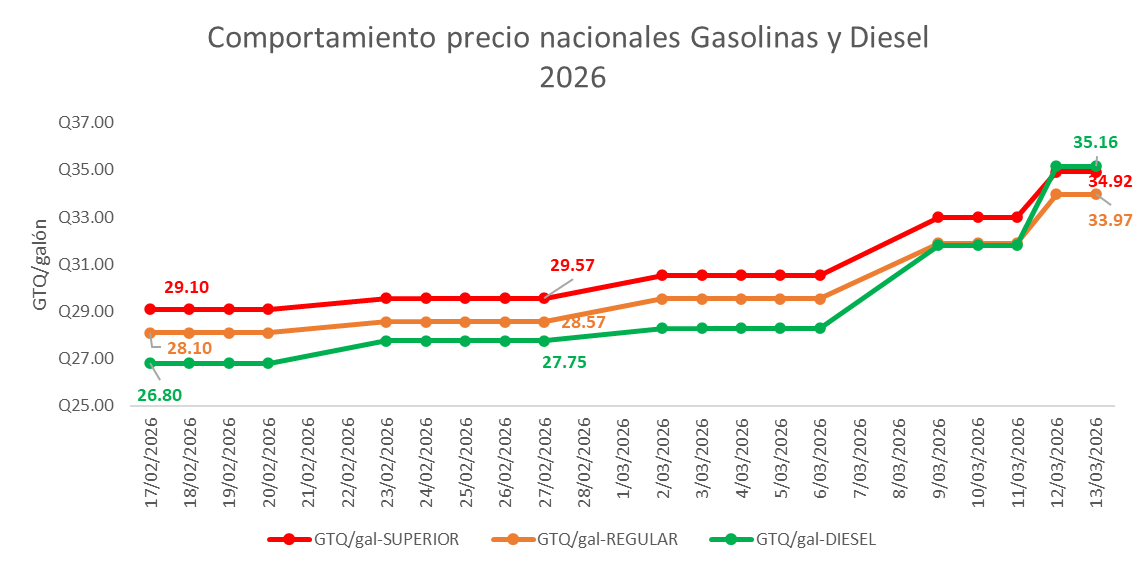 Comportamiento precio nacionales Gasolinas y Diesel
2026
GTQ/galón
Q37.00
Q35.00
Q33.00
Q31.00
Q29.00
Q27.00
Q25.00
29.10
28.10
26.80
29.57
28.57
27.75
35.16
34.92
33.97
17/02/2026
18/02/2026
19/02/2026
20/02/2026
21/02/2026
22/02/2026
23/02/2026
24/02/2026
25/02/2026
26/02/2026
27/02/2026
28/02/2026
1/03/2026
2/03/2026
3/03/2026
4/03/2026
5/03/2026
6/03/2026
7/03/2026
8/03/2026
9/03/2026
10/03/2026
11/03/2026
12/03/2026
13/03/2026
GTQ/gal-SUPERIOR
GTQ/gal-REGULAR
GTQ/gal-DIESEL